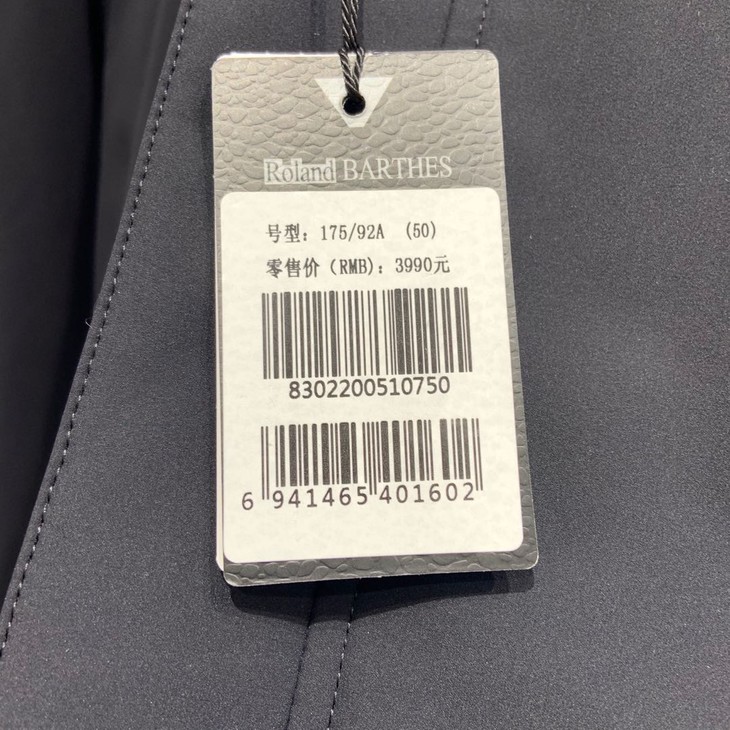 Roland BARTHES
号型: 175/92A (50)
零售价 (RMB): 3990元
8302200510750
6 941465 401602